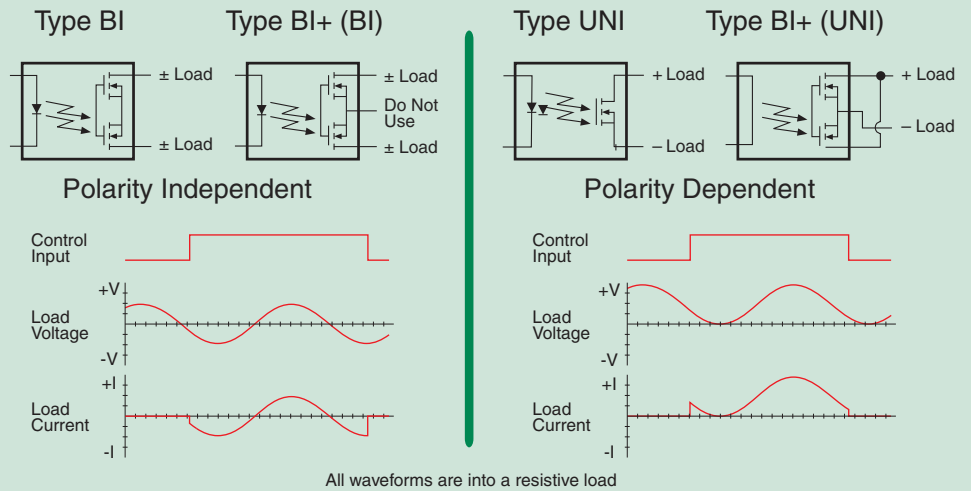 Type BI
Type BI+ (BI)
± Load
± Load
± Load
Do Not
Use
± Load
Polarity Independent
Control
Input
+V
Load
Voltage
-V
+I
Load
Current
-I
Type UNI
Type BI+ (UNI)
+ Load
– Load
+ Load
– Load
Polarity Dependent
Control
Input
+V
Load
Voltage
-V
+I
Load
Current
-I
All waveforms are into a resistive load